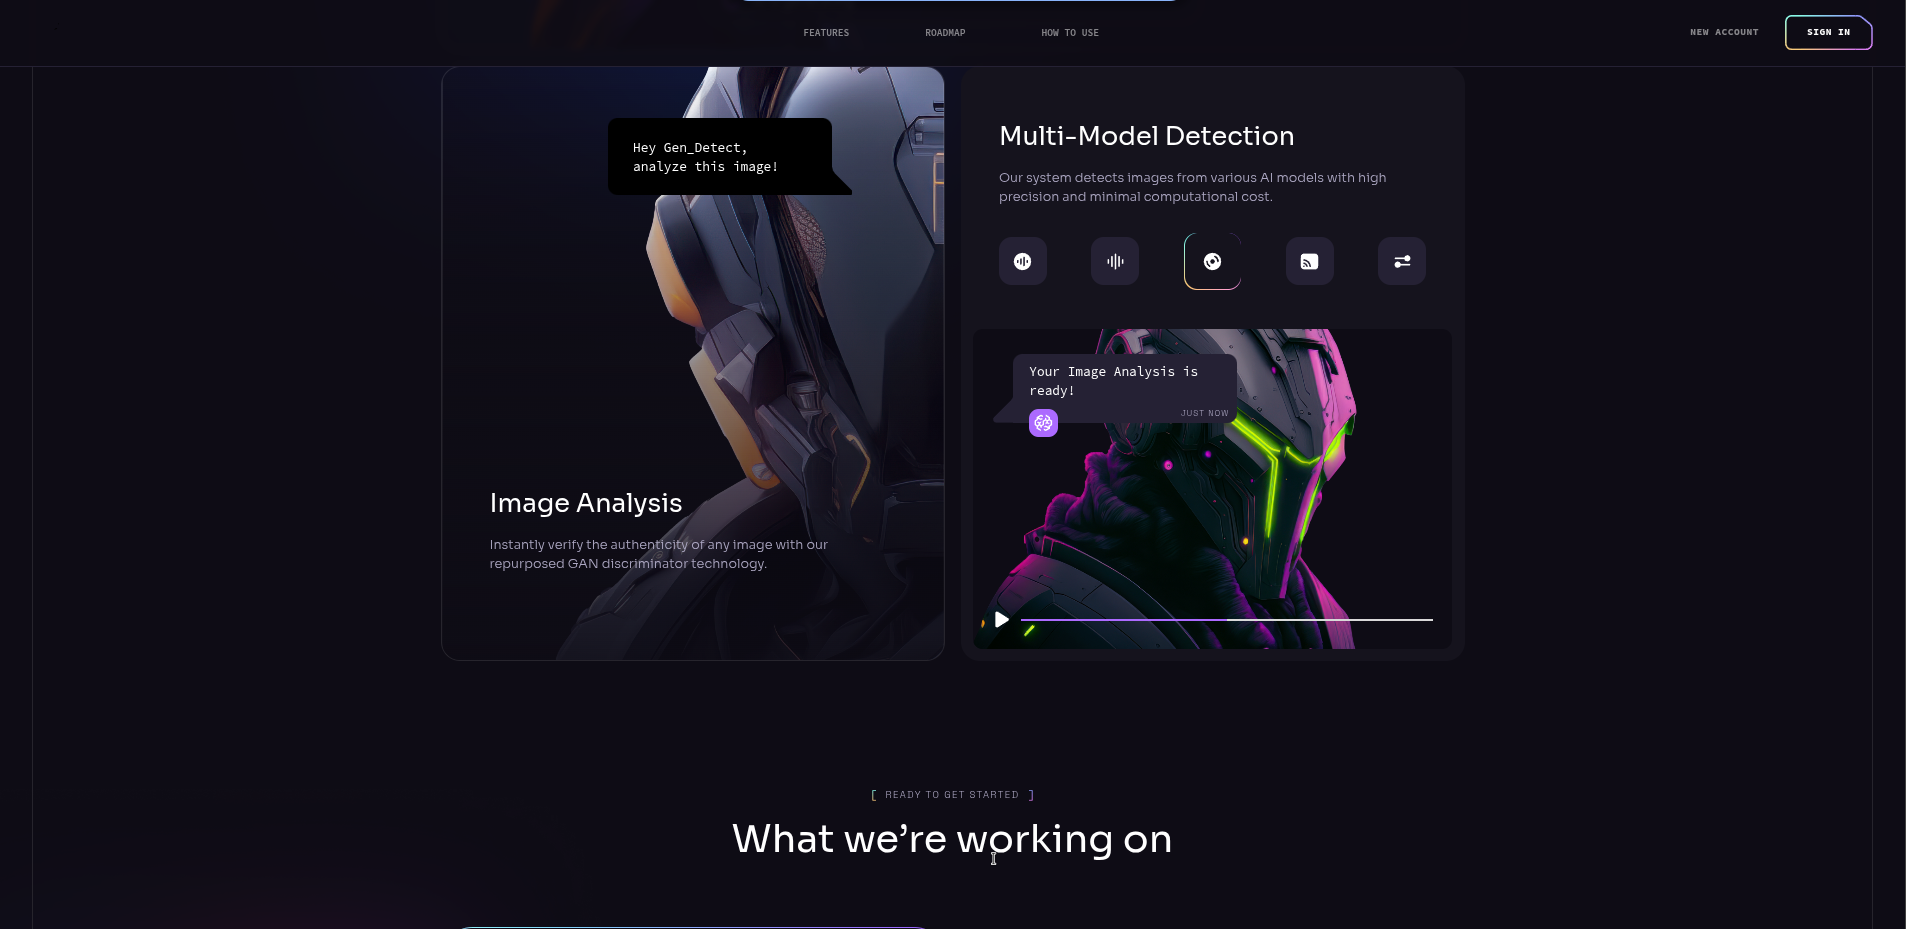 FEATURES
ROADMAP
HOW TO USE
NEW ACCOUNT
SIGN IN
Hey Gen_Detect,
analyze this image!
Image Analysis
Instantly verify the authenticity of any image with our
repurposed GAN discriminator technology.
Multi-Model Detection
Our system detects images from various AI models with high
precision and minimal computational cost.
Your Image Analysis is
ready!
JUST NOW
[ READY TO GET STARTED ]
What we’re working on